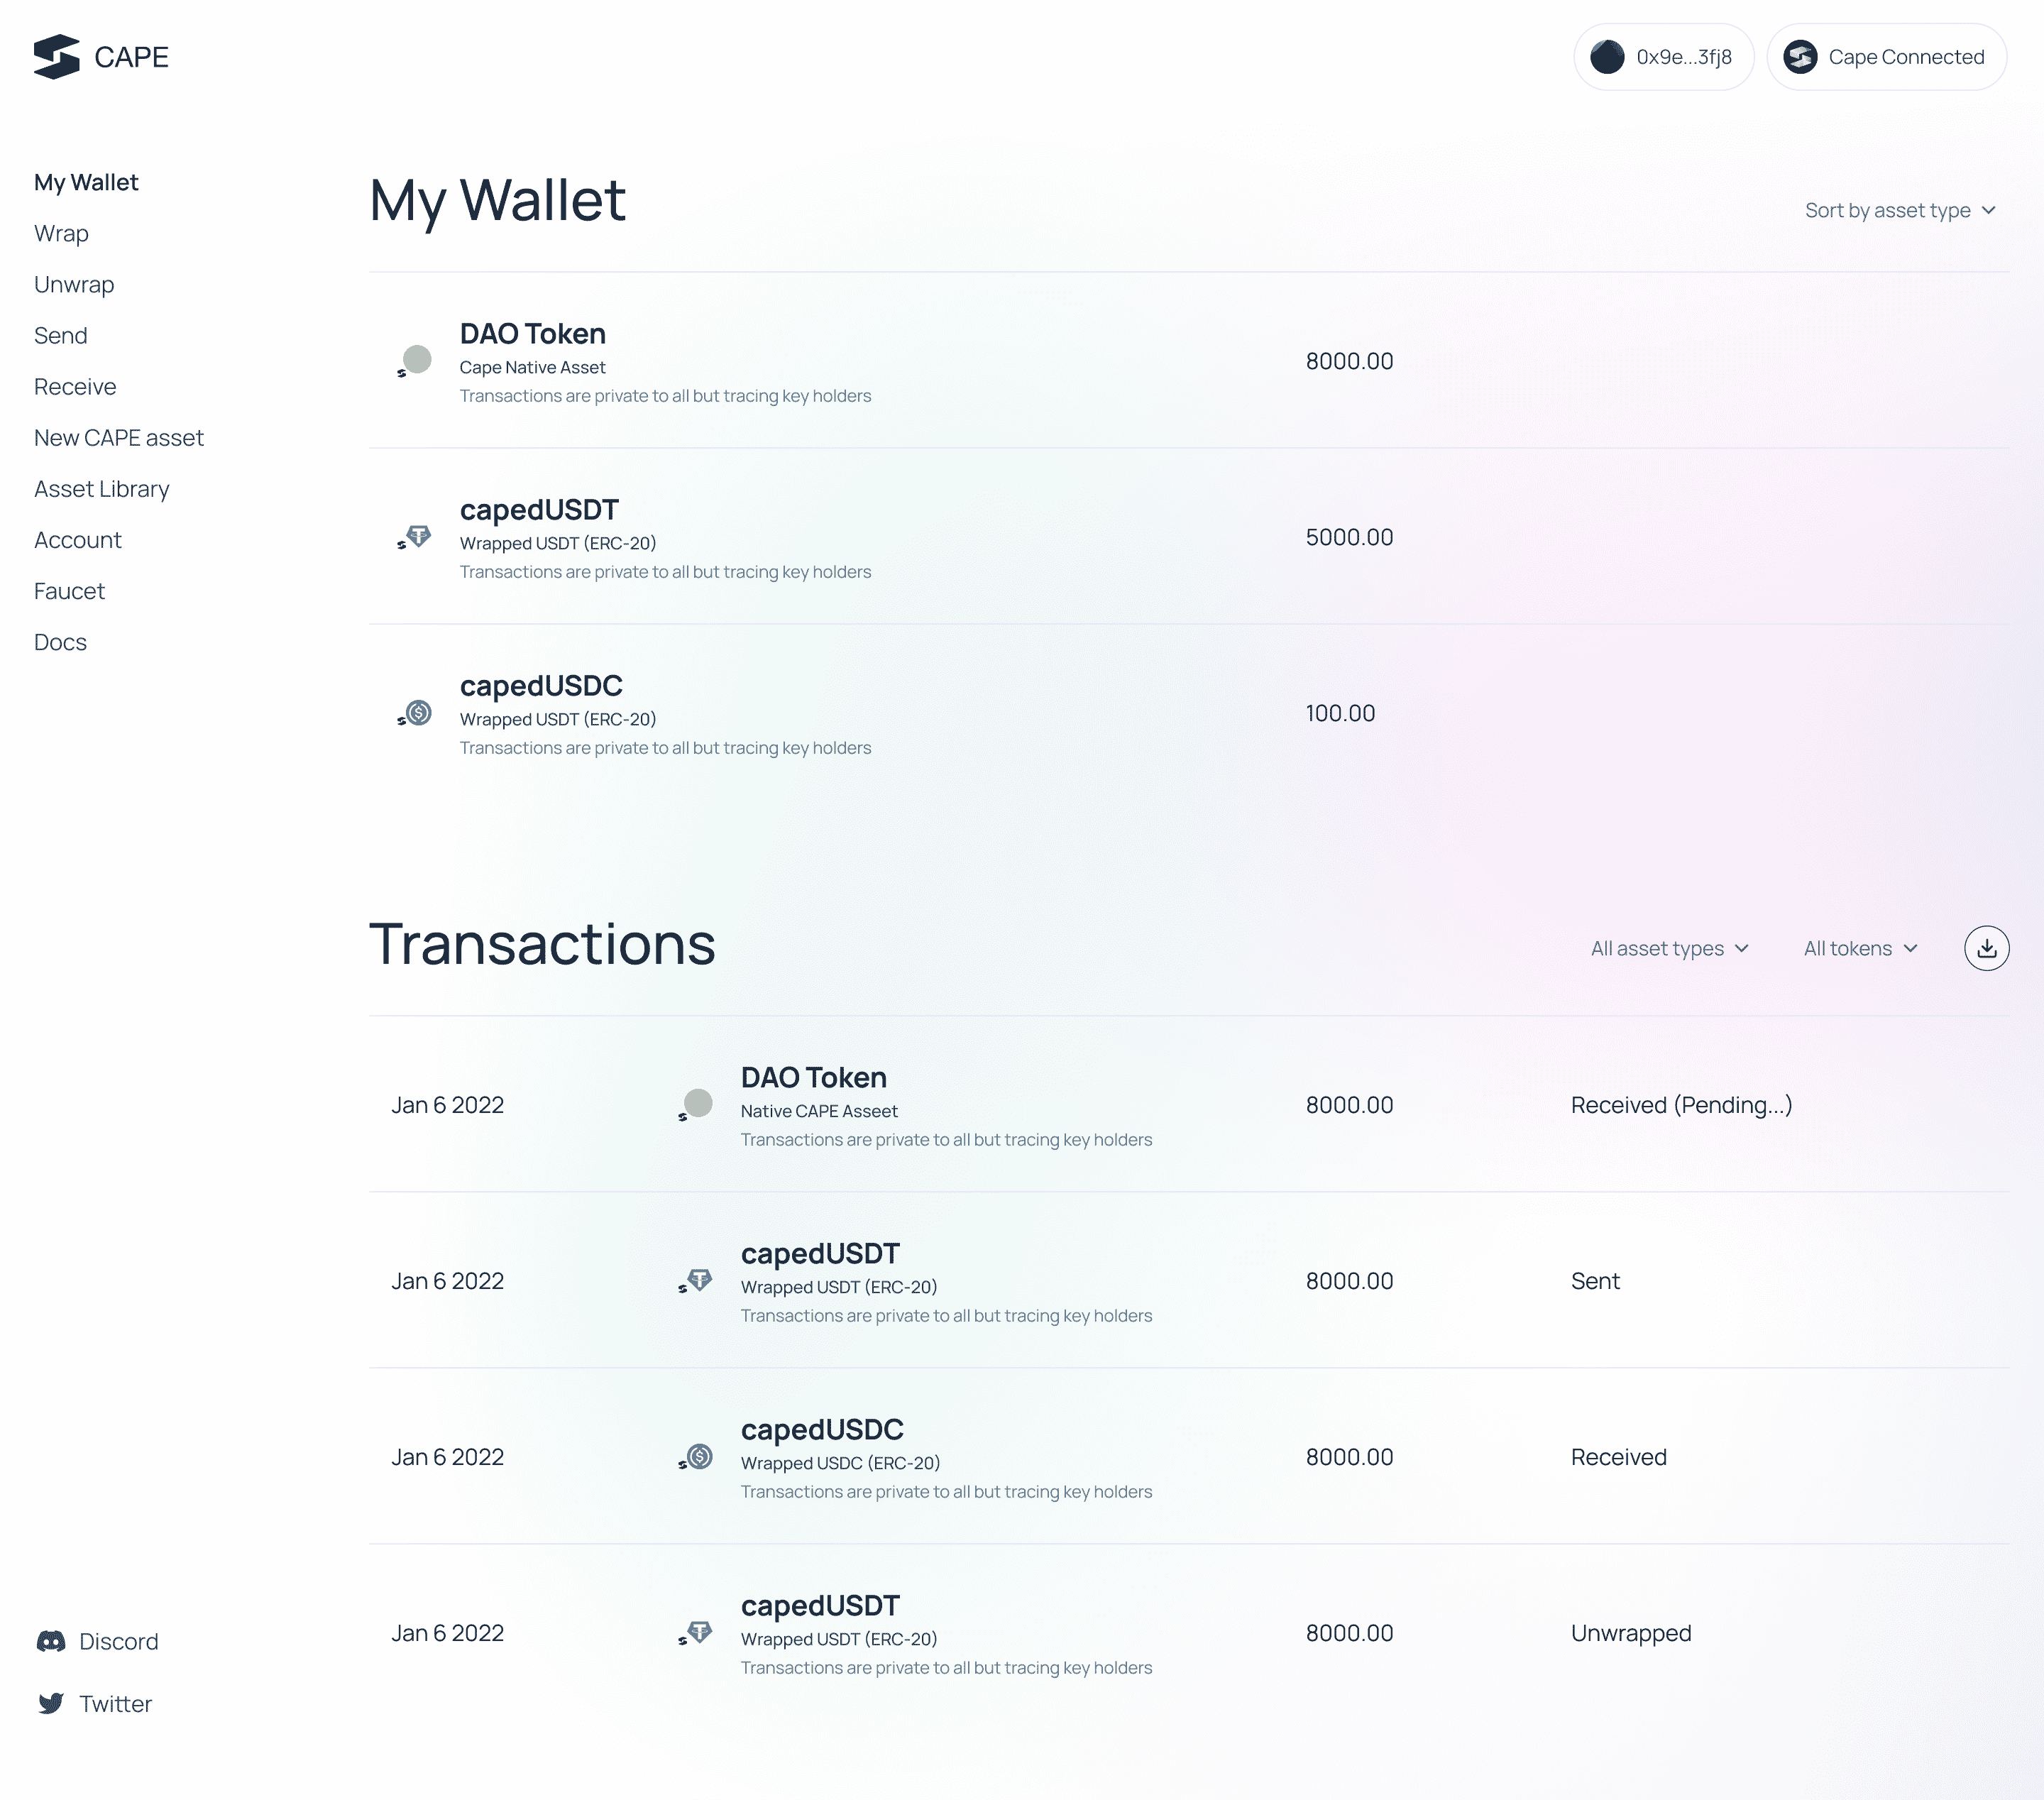 CAPE
0x9e...3fj8
Cape Connected
My Wallet
Wrap
Unwrap
Send
Receive
New CAPE asset
Asset Library
Account
Faucet
Docs
Discord
Twitter
My Wallet
Sort by asset type
DAO Token
Cape Native Asset
Transactions are private to all but tracing key holders
8000.00
capedUSDT
Wrapped USDT (ERC-20)
Transactions are private to all but tracing key holders
5000.00
capedUSDC
Wrapped USDT (ERC-20)
Transactions are private to all but tracing key holders
100.00
Transactions
All asset types
All tokens
Jan 6 2022
DAO Token
Native CAPE Asseet
Transactions are private to all but tracing key holders
8000.00
Received (Pending...)
Jan 6 2022
capedUSDT
Wrapped USDT (ERC-20)
Transactions are private to all but tracing key holders
8000.00
Sent
Jan 6 2022
capedUSDC
Wrapped USDC (ERC-20)
Transactions are private to all but tracing key holders
8000.00
Received
Jan 6 2022
capedUSDT
Wrapped USDT (ERC-20)
Transactions are private to all but tracing key holders
8000.00
Unwrapped